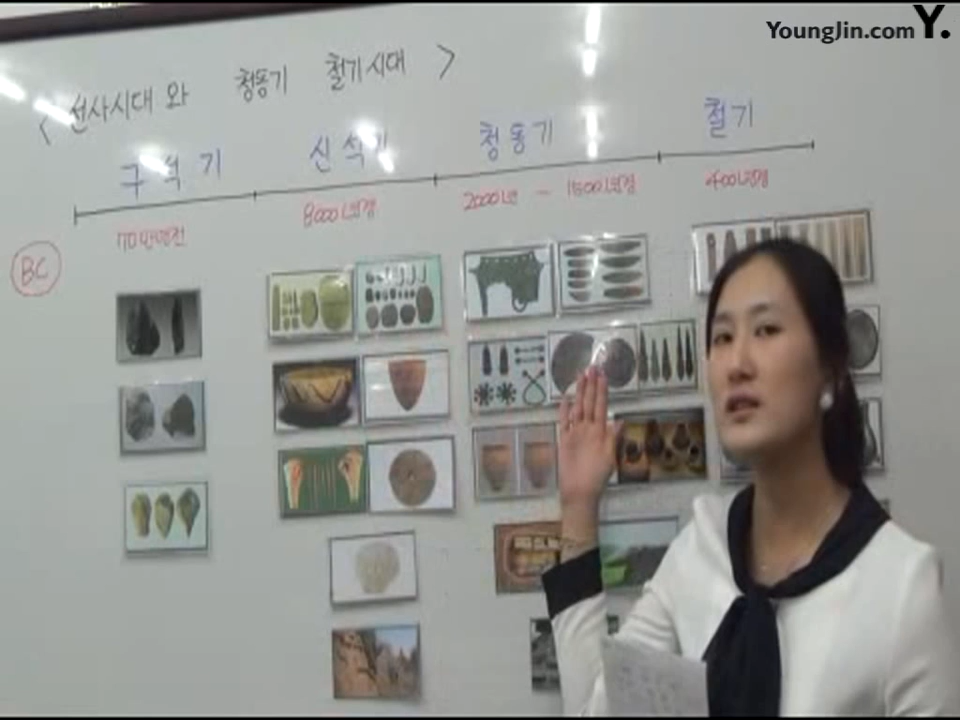 YoungJin.com Y.
< 선사시대 와 청동기 철기시대 >
구석기 신석기 청동기 철기
70만년전 8000년경 2000년 - 1500년경 400년경
BC